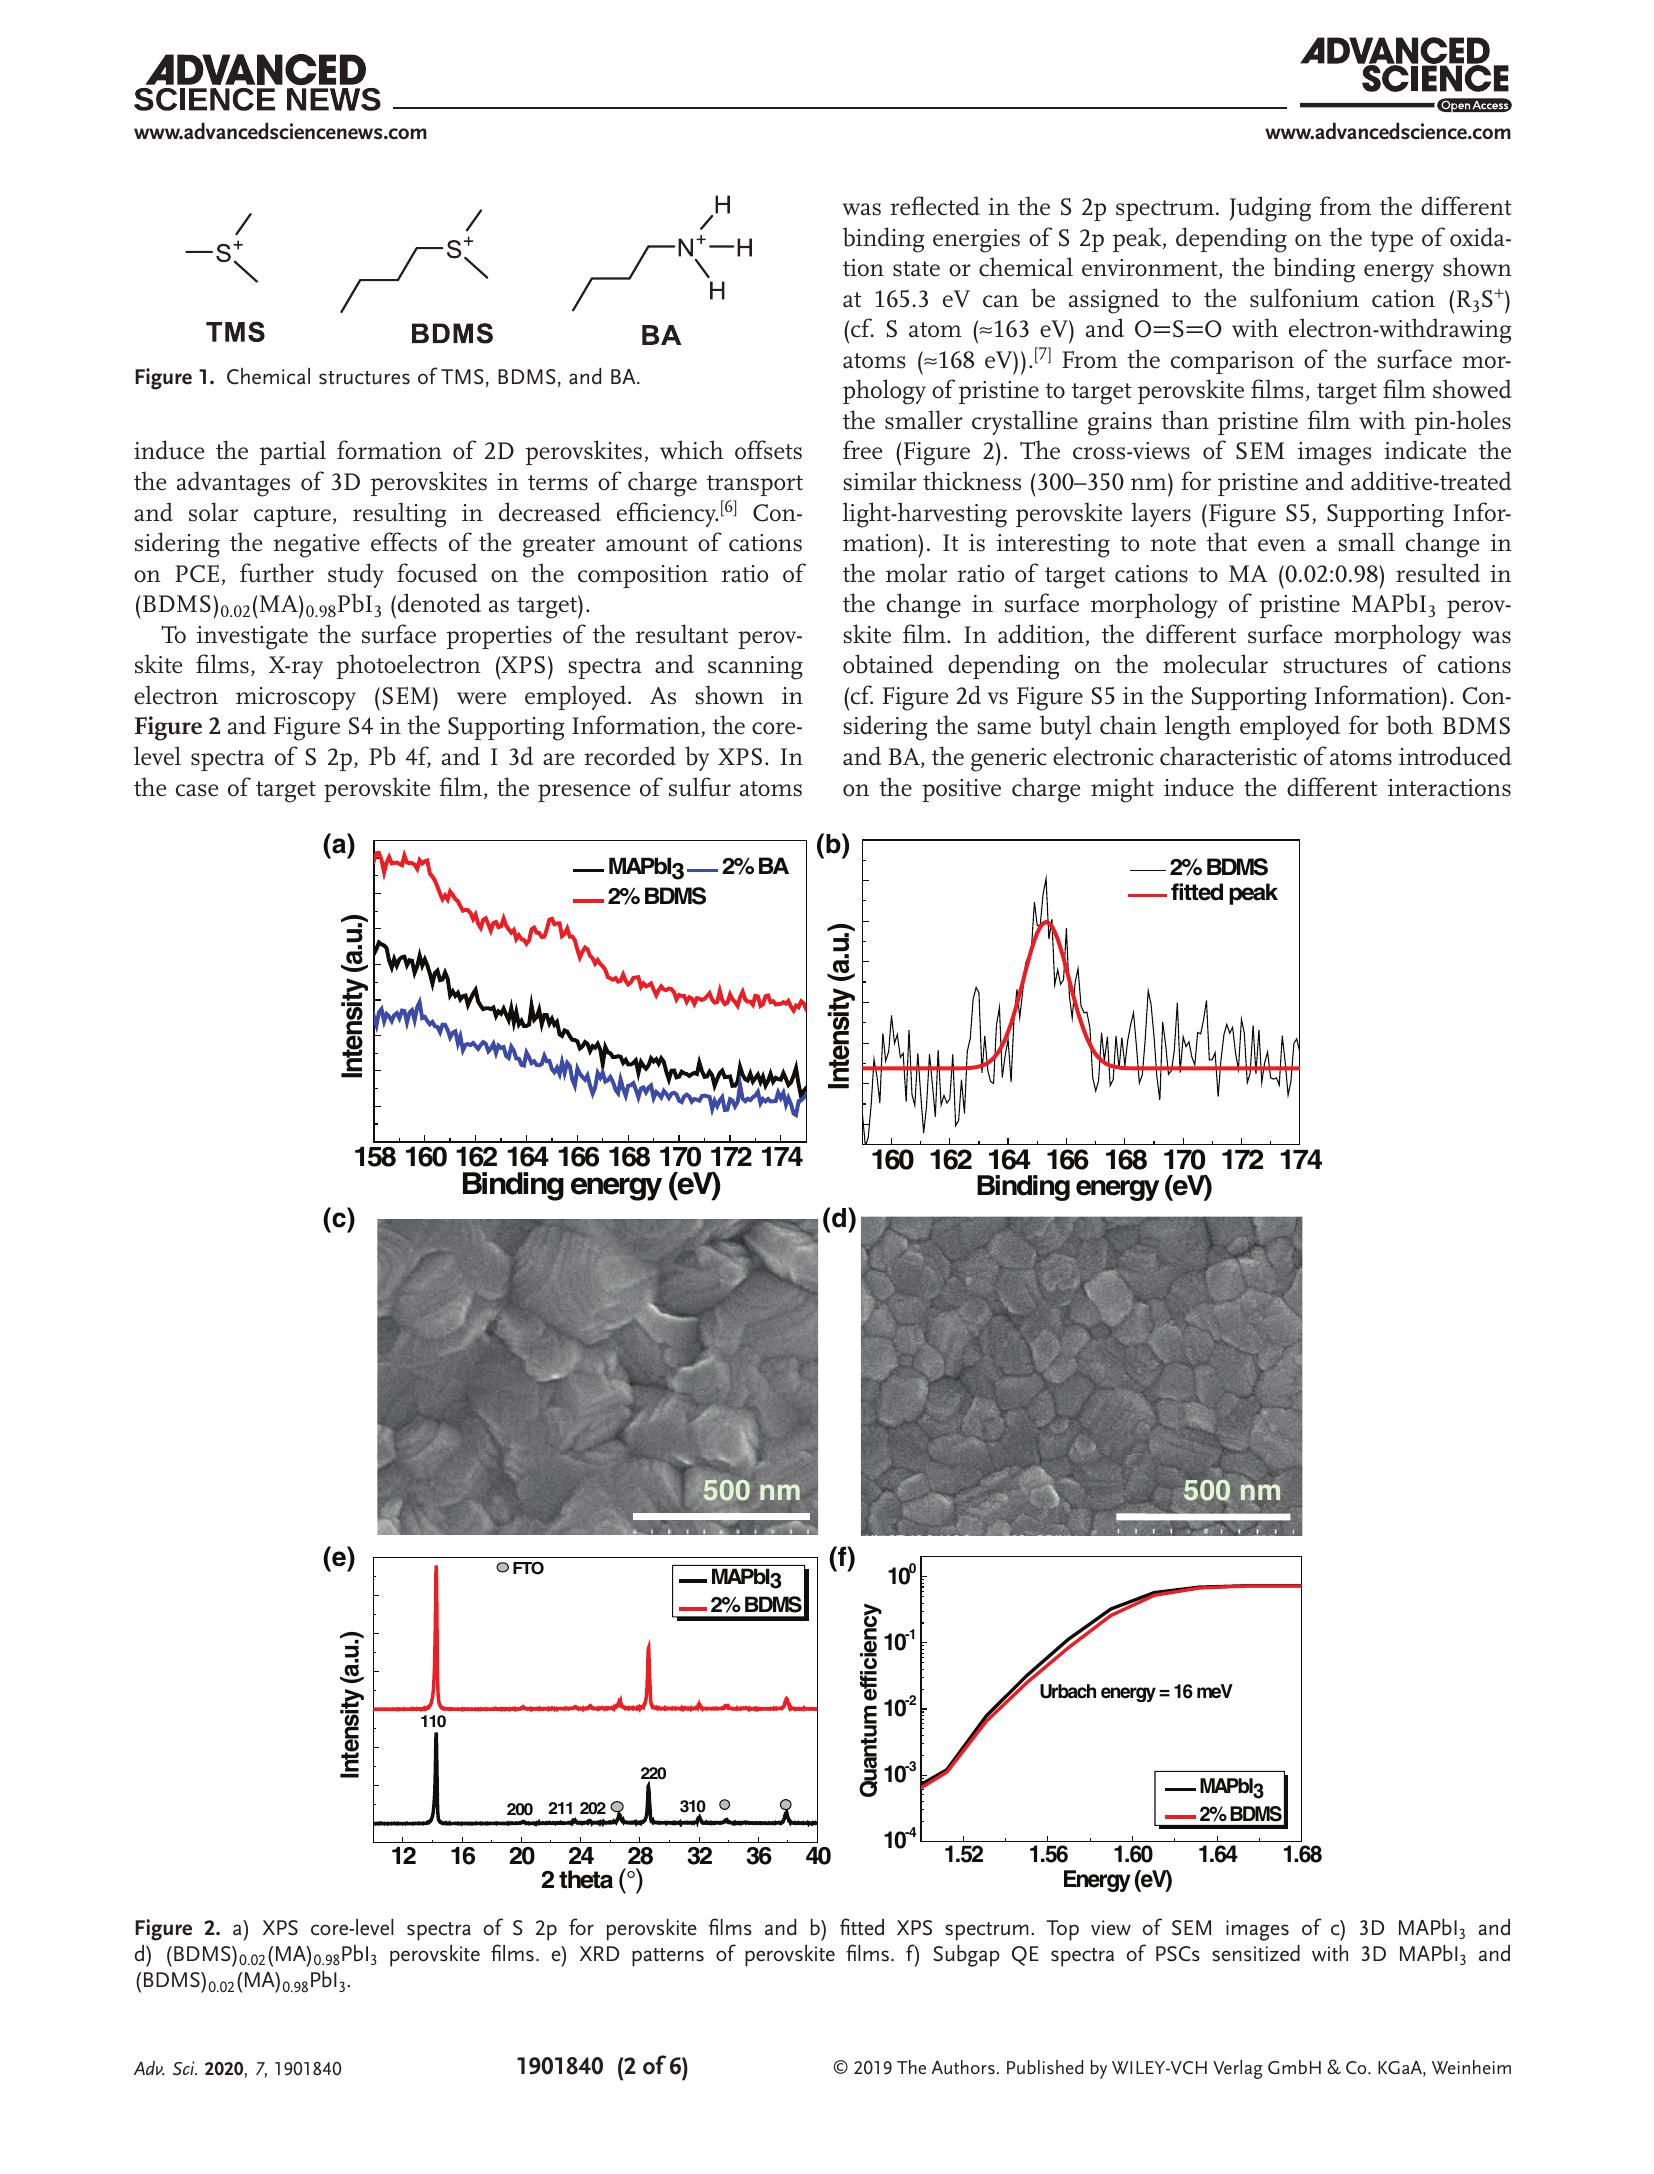 ADVANCED
SCIENCE NEWS
www.advancedsciencenews.com
ADVANCED
SCIENCE
Open Access
www.advancedscience.com
S+
S+
N+
H
H
H
TMS
BDMS
BA
Figure 1. Chemical structures of TMS, BDMS, and BA.
induce the partial formation of 2D perovskites, which offsets
the advantages of 3D perovskites in terms of charge transport
and solar capture, resulting in decreased efficiency.[6] Con-
sidering the negative effects of the greater amount of cations
on PCE, further study focused on the composition ratio of
(BDMS)0.02(MA)0.98PbI3 (denoted as target).
To investigate the surface properties of the resultant perov-
skite films, X-ray photoelectron (XPS) spectra and scanning
electron microscopy (SEM) were employed. As shown in
Figure 2 and Figure S4 in the Supporting Information, the core-
level spectra of S 2p, Pb 4f, and I 3d are recorded by XPS. In
the case of target perovskite film, the presence of sulfur atoms
was reflected in the S 2p spectrum. Judging from the different
binding energies of S 2p peak, depending on the type of oxida-
tion state or chemical environment, the binding energy shown
at 165.3 eV can be assigned to the sulfonium cation (R3S+)
(cf. S atom (≈163 eV) and O=S=O with electron-withdrawing
atoms (≈168 eV)).[7] From the comparison of the surface mor-
phology of pristine to target perovskite films, target film showed
the smaller crystalline grains than pristine film with pin-holes
free (Figure 2). The cross-views of SEM images indicate the
similar thickness (300–350 nm) for pristine and additive-treated
light-harvesting perovskite layers (Figure S5, Supporting Infor-
mation). It is interesting to note that even a small change in
the molar ratio of target cations to MA (0.02:0.98) resulted in
the change in surface morphology of pristine MAPbI3 perov-
skite film. In addition, the different surface morphology was
obtained depending on the molecular structures of cations
(cf. Figure 2d vs Figure S5 in the Supporting Information). Con-
sidering the same butyl chain length employed for both BDMS
and BA, the generic electronic characteristic of atoms introduced
on the positive charge might induce the different interactions
(a)
MAPbI3 2% BA
2% BDMS
Intensity (a.u.)
158 160 162 164 166 168 170 172 174
Binding energy (eV)
(b)
2% BDMS
fitted peak
Intensity (a.u.)
160 162 164 166 168 170 172 174
Binding energy (eV)
(c)
500 nm
(d)
500 nm
(e)
FTO
MAPbI3
2% BDMS
Intensity (a.u.)
110
200 211 202 220 310
12 16 20 24 28 32 36 40
2 theta (°)
(f)
Quantum efficiency
10^0
10^-1
10^-2
10^-3
10^-4
Urbach energy = 16 meV
MAPbI3
2% BDMS
1.52 1.56 1.60 1.64 1.68
Energy (eV)
Figure 2. a) XPS core-level spectra of S 2p for perovskite films and b) fitted XPS spectrum. Top view of SEM images of c) 3D MAPbI3 and
d) (BDMS)0.02(MA)0.98PbI3 perovskite films. e) XRD patterns of perovskite films. f) Subgap QE spectra of PSCs sensitized with 3D MAPbI3 and
(BDMS)0.02(MA)0.98PbI3.
Adv. Sci. 2020, 7, 1901840
1901840 (2 of 6)
© 2019 The Authors. Published by WILEY-VCH Verlag GmbH & Co. KGaA, Weinheim